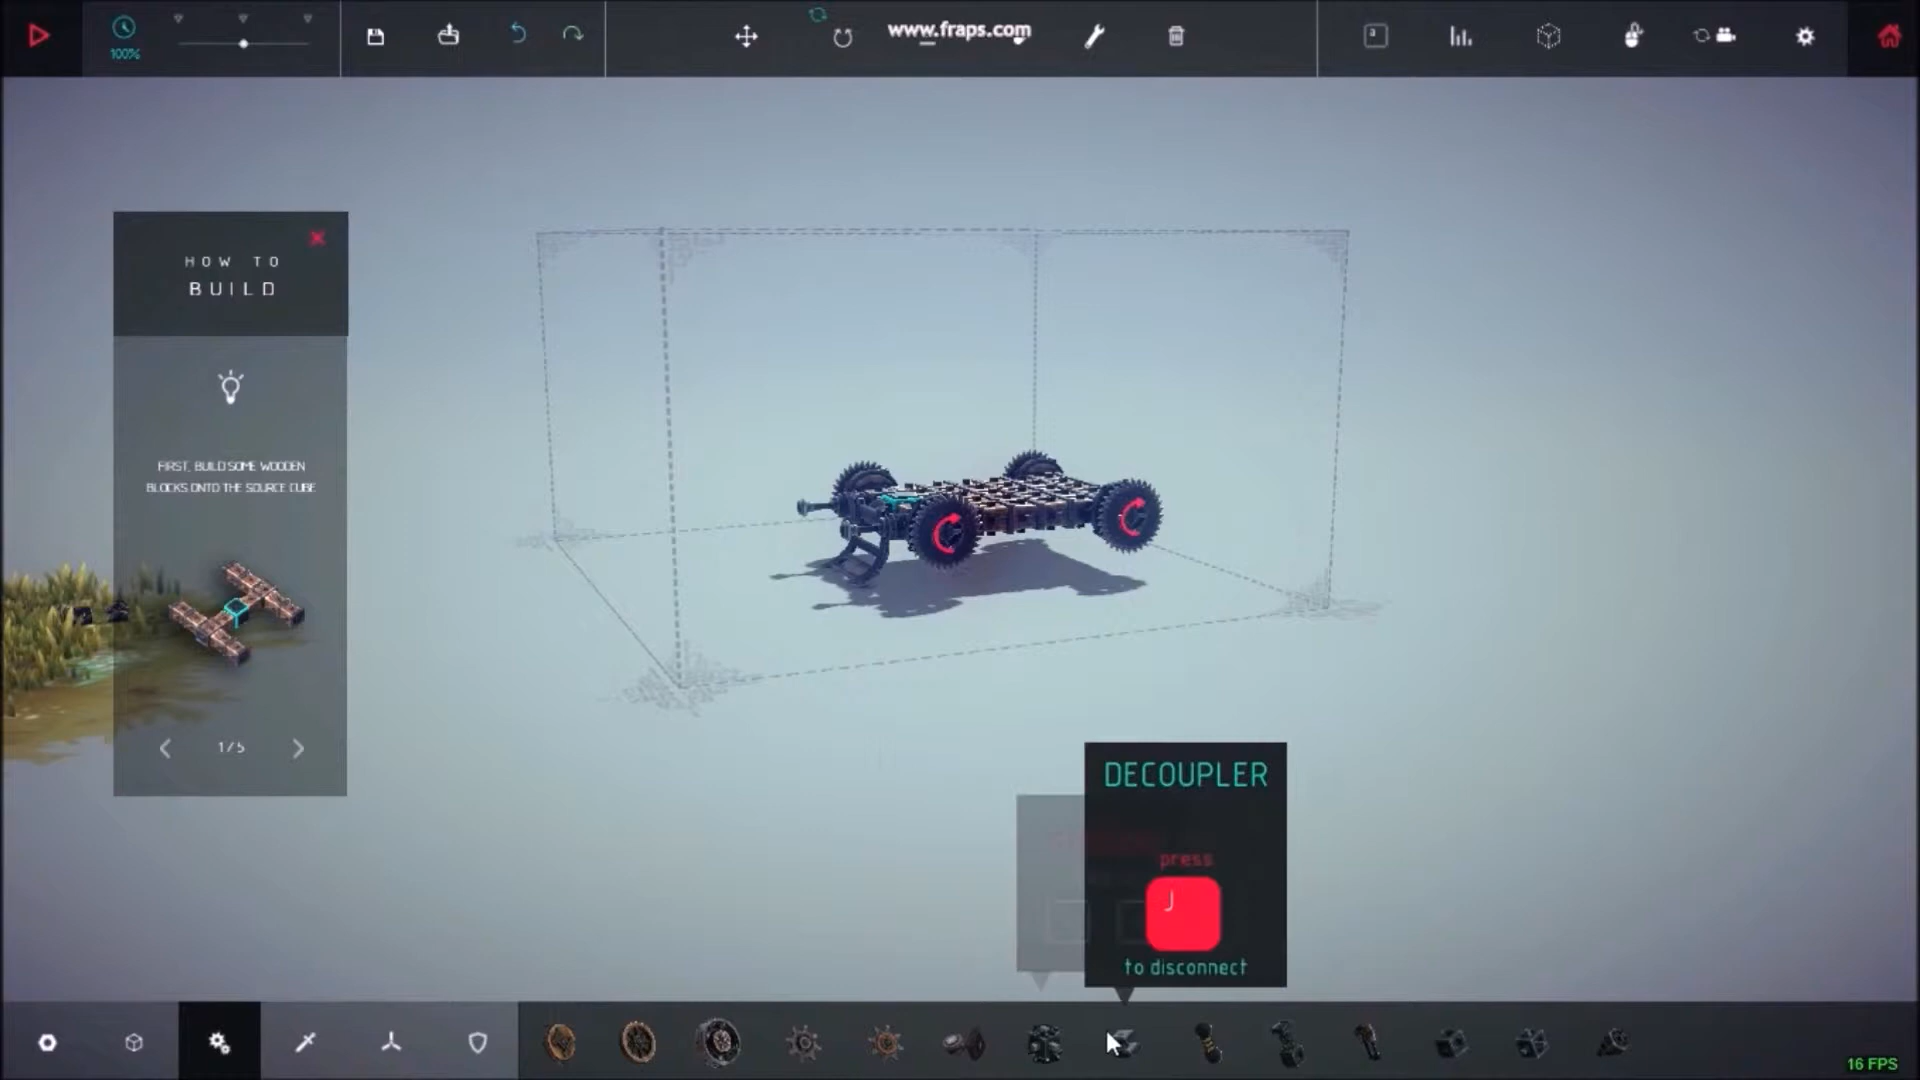 100%
www.fraps.com
HOW TO
BUILD
FIRST, BUILD SOME WOODEN
BLOCKS ONTO THE SOURCE CUBE
1/5
DECOUPLER
press
J
to disconnect
16 FPS